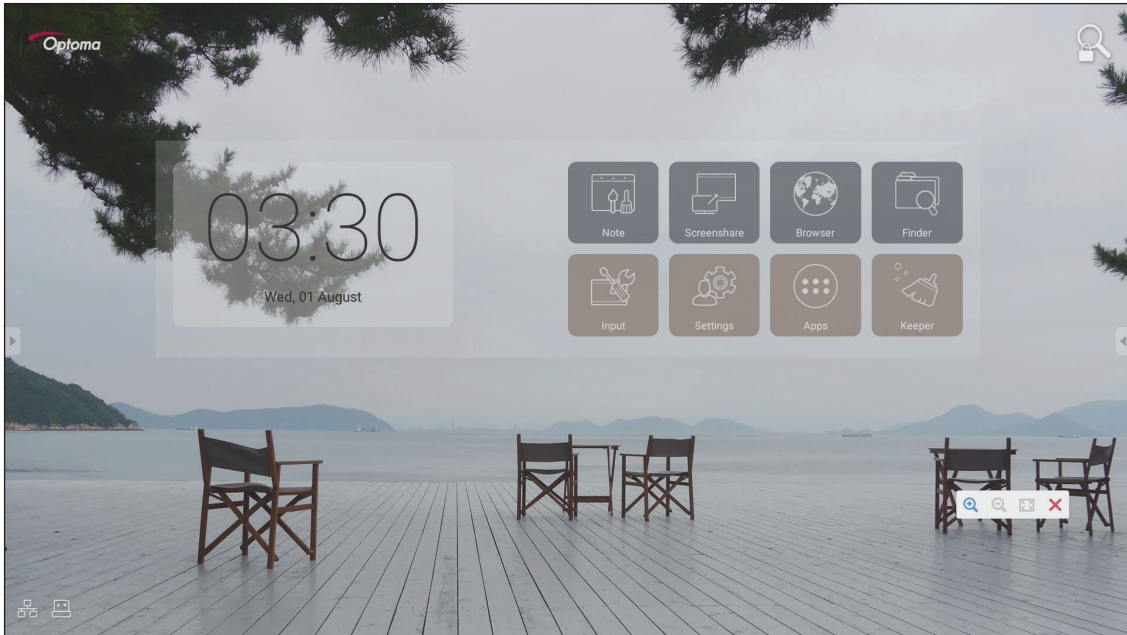 Optoma
03:30
Wed, 01 August
Note
Screenshare
Browser
Finder
Input
Settings
Apps
Keeper